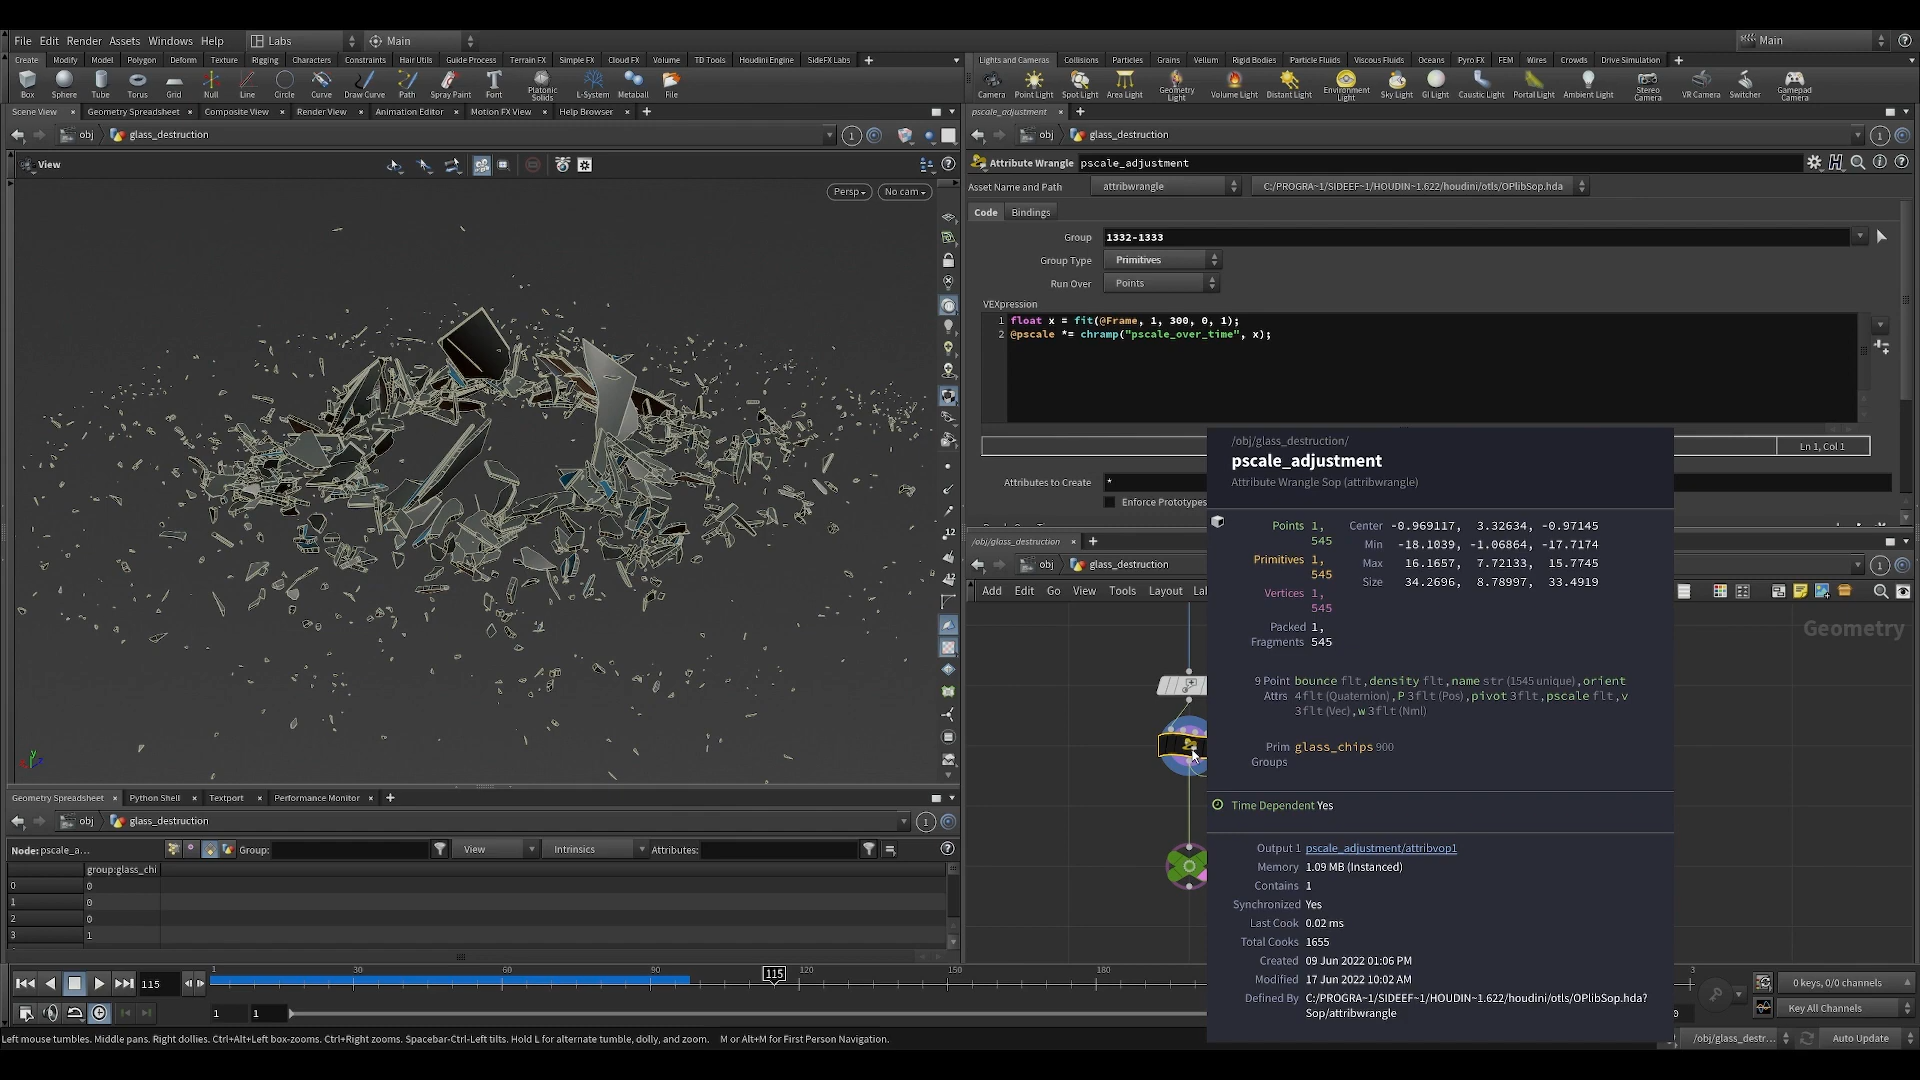 File Edit Render Assets Windows Help Labs Main Main
Create Modify Model Polygon Deform Texture Rigging Characters Constraints Hair Utils Guide Process Terrain FX Simple FX Cloud FX Volume TD Tools Houdini Engine SideFX Labs
Lights and Cameras Collisions Particles Grains Vellum Rigid Bodies Particle Fluids Viscous Fluids Oceans Pyro FX FEM Wires Crowds Drive Simulation
Box Sphere Tube Torus Grid Null Line Circle Curve Draw Curve Path Spray Paint Font Platonic Solids L-System Metaball File
Camera Point Light Spot Light Area Light Geometry Light Volume Light Distant Light Environment Light Sky Light GI Light Caustic Light Portal Light Ambient Light Stereo Camera VR Camera Switcher Gamepad Camera
Scene View Geometry Spreadsheet Composite View Render View Animation Editor Motion FX View Help Browser
obj glass_destruction
View
Persp No cam
pscale_adjustment
obj glass_destruction
Attribute Wrangle pscale_adjustment
Asset Name and Path attribwrangle C:/PROGRA~1/SIDEEF~1/HOUDIN~1.622/houdini/otls/OPlibSop.hda
Code Bindings
Group 1332-1333
Group Type Primitives
Run Over Points
VEXpression
1 float x = fit(@Frame, 1, 300, 0, 1);
2 @pscale *= chramp("pscale_over_time", x);
Ln 1, Col 1
Attributes to Create *
Enforce Prototypes
/obj/glass_destruction
obj glass_destruction
Add Edit Go View Tools Layout
Geometry
/obj/glass_destruction/
pscale_adjustment
Attribute Wrangle Sop (attribwrangle)
Points 1,
545
Primitives 1,
545
Vertices 1,
545
Packed 1,
Fragments 545
Center -0.969117, 3.32634, -0.97145
Min -18.1039, -1.06864, -17.7174
Max 16.1657, 7.72133, 15.7745
Size 34.2696, 8.78997, 33.4919
9 Point bounce flt,density flt,name str (1545 unique),orient
Attrs 4flt (Quaternion),P 3flt (Pos),pivot 3flt,pscale flt,v
3flt (Vec),w 3flt (Nml)
Prim glass_chips 900
Groups
Time Dependent Yes
Output 1 pscale_adjustment/attribvop1
Memory 1.09 MB (Instanced)
Contains 1
Synchronized Yes
Last Cook 0.02 ms
Total Cooks 1655
Created 09 Jun 2022 01:06 PM
Modified 17 Jun 2022 10:02 AM
Defined By C:/PROGRA~1/SIDEEF~1/HOUDIN~1.622/houdini/otls/OPlibSop.hda?
Sop/attribwrangle
Geometry Spreadsheet Python Shell Textport Performance Monitor
obj glass_destruction
Node: pscale_a... Group: View Intrinsics Attributes:
group:glass_chi
0 0
1 0
2 0
3 1
115
1 30 60 90 115 120 150 180
1 1
0 keys, 0/0 channels
Key All Channels
Left mouse tumbles. Middle pans. Right dollies. Ctrl+Alt+Left box-zooms. Ctrl+Right zooms. Spacebar-Ctrl-Left tilts. Hold L for alternate tumble, dolly, and zoom. M or Alt+M for First Person Navigation.
/obj/glass_destr... Auto Update